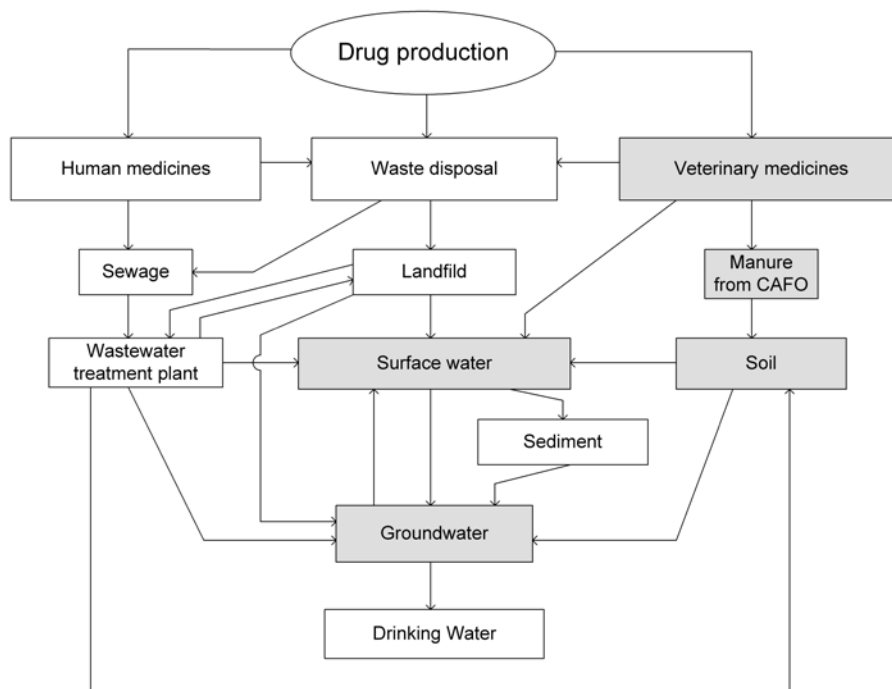 Drug production
Human medicines
Waste disposal
Veterinary medicines
Sewage
Landfild
Manure
from CAFO
Wastewater
treatment plant
Surface water
Soil
Sediment
Groundwater
Drinking Water